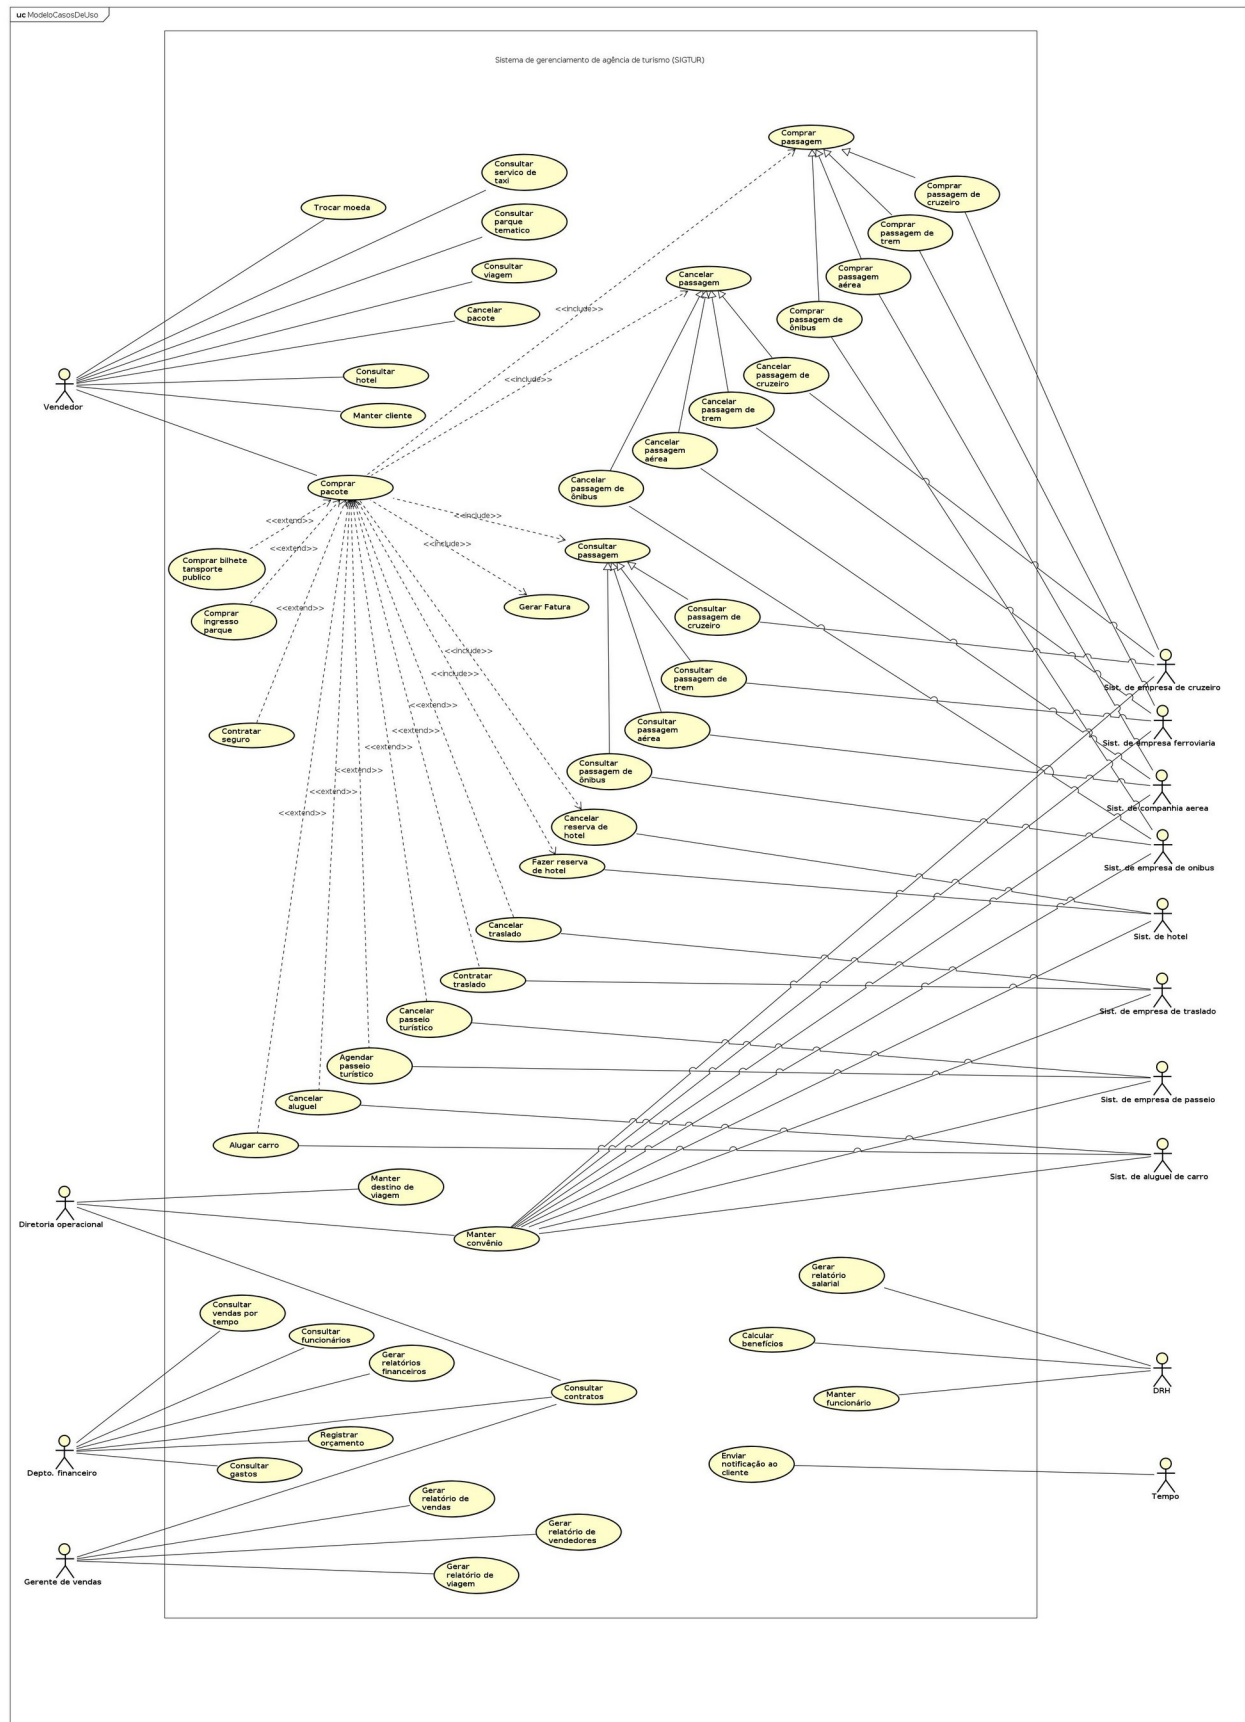 uc ModeloCasosDeUso
Sistema de gerenciamento de agência de turismo (SIGTUR)
Comprar
passagem
Consultar
servico de
taxi
Comprar
passagem de
cruzeiro
Trocar moeda
Consultar
parque
tematico
Comprar
passagem de
trem
Consultar
viagem
Cancelar
passagem
Comprar
passagem
aérea
Cancelar
pacote
<<include>>
Comprar
passagem de
ônibus
Consultar
hotel
<<include>>
Cancelar
passagem de
cruzeiro
Vendedor
Manter cliente
Cancelar
passagem de
trem
Cancelar
passagem
aérea
Comprar
pacote
Cancelar
passagem de
ônibus
<<extend>>
<<include>>
<<extend>>
<<include>>
Consultar
passagem
Comprar bilhete
tansporte
publico
<<extend>>
Gerar Fatura
Comprar
ingresso
parque
Consultar
passagem de
cruzeiro
<<include>>
<<include>>
Consultar
passagem de
trem
Sist. de empresa de cruzeiro
<<extend>>
Contratar
seguro
Consultar
passagem
aérea
Sist. de empresa ferroviaria
<<extend>>
<<extend>>
Consultar
passagem de
ônibus
<<extend>>
Sist. de companhia aerea
Cancelar
reserva de
hotel
Fazer reserva
de hotel
Sist. de empresa de onibus
Cancelar
traslado
Sist. de hotel
Contratar
traslado
Sist. de empresa de traslado
Cancelar
passeio
turístico
Agendar
passeio
turístico
Sist. de empresa de passeio
Cancelar
aluguel
Alugar carro
Sist. de aluguel de carro
Manter
destino de
viagem
Diretoria operacional
Manter
convênio
Gerar
relatório
salarial
Consultar
vendas por
tempo
Consultar
funcionários
Calcular
benefícios
Gerar
relatórios
financeiros
Consultar
contratos
DRH
Manter
funcionário
Registrar
orçamento
Depto. financeiro
Consultar
gastos
Enviar
notificação ao
cliente
Tempo
Gerar
relatório de
vendas
Gerar
relatório de
vendedores
Gerente de vendas
Gerar
relatório de
viagem